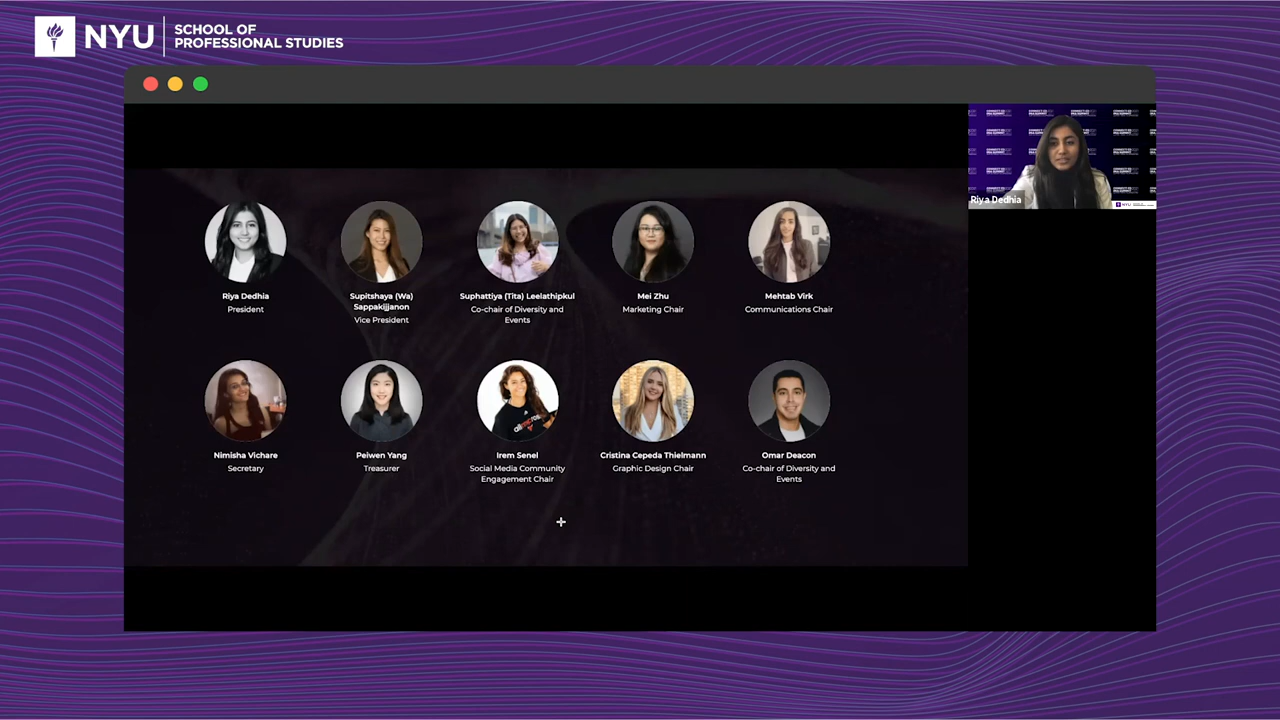 NYU
SCHOOL OF
PROFESSIONAL STUDIES
Riya Dedhia
Riya Dedhia
President
Supitshaya (Wa)
Sappakijjanon
Vice President
Suphattiya (Tita) Leelathipkul
Co-chair of Diversity and
Events
Mei Zhu
Marketing Chair
Mehtab Virk
Communications Chair
Nimisha Vichare
Secretary
Peiwen Yang
Treasurer
Irem Senel
Social Media Community
Engagement Chair
Cristina Cepeda Thielmann
Graphic Design Chair
Omar Deacon
Co-chair of Diversity and
Events
NYU